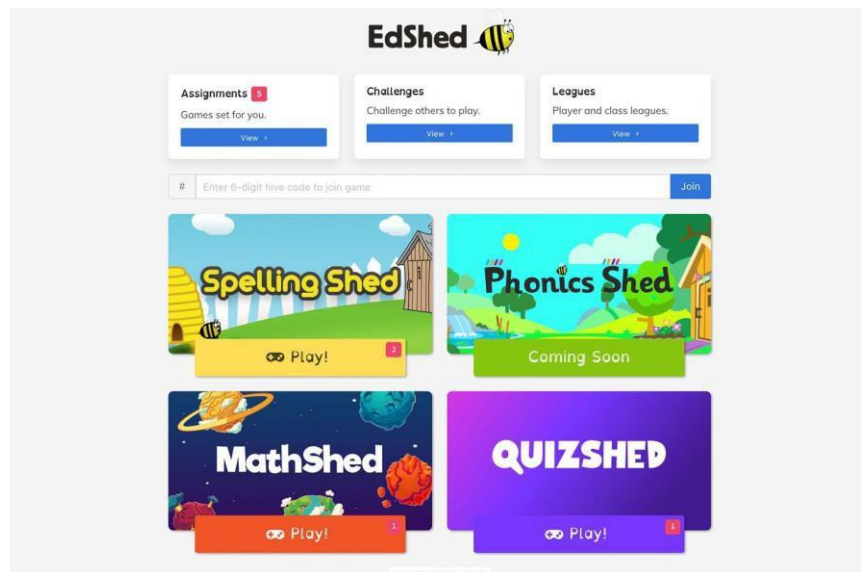 EdShed
Assignments 5
Games set for you.
View ›
Challenges
Challenge others to play.
View ›
Leagues
Player and class leagues.
View ›
# Enter 6-digit hive code to join game Join
Spelling Shed
Play! 3
Phonics Shed
Coming Soon
MathShed
Play! 1
QUIZSHED
Play! 1